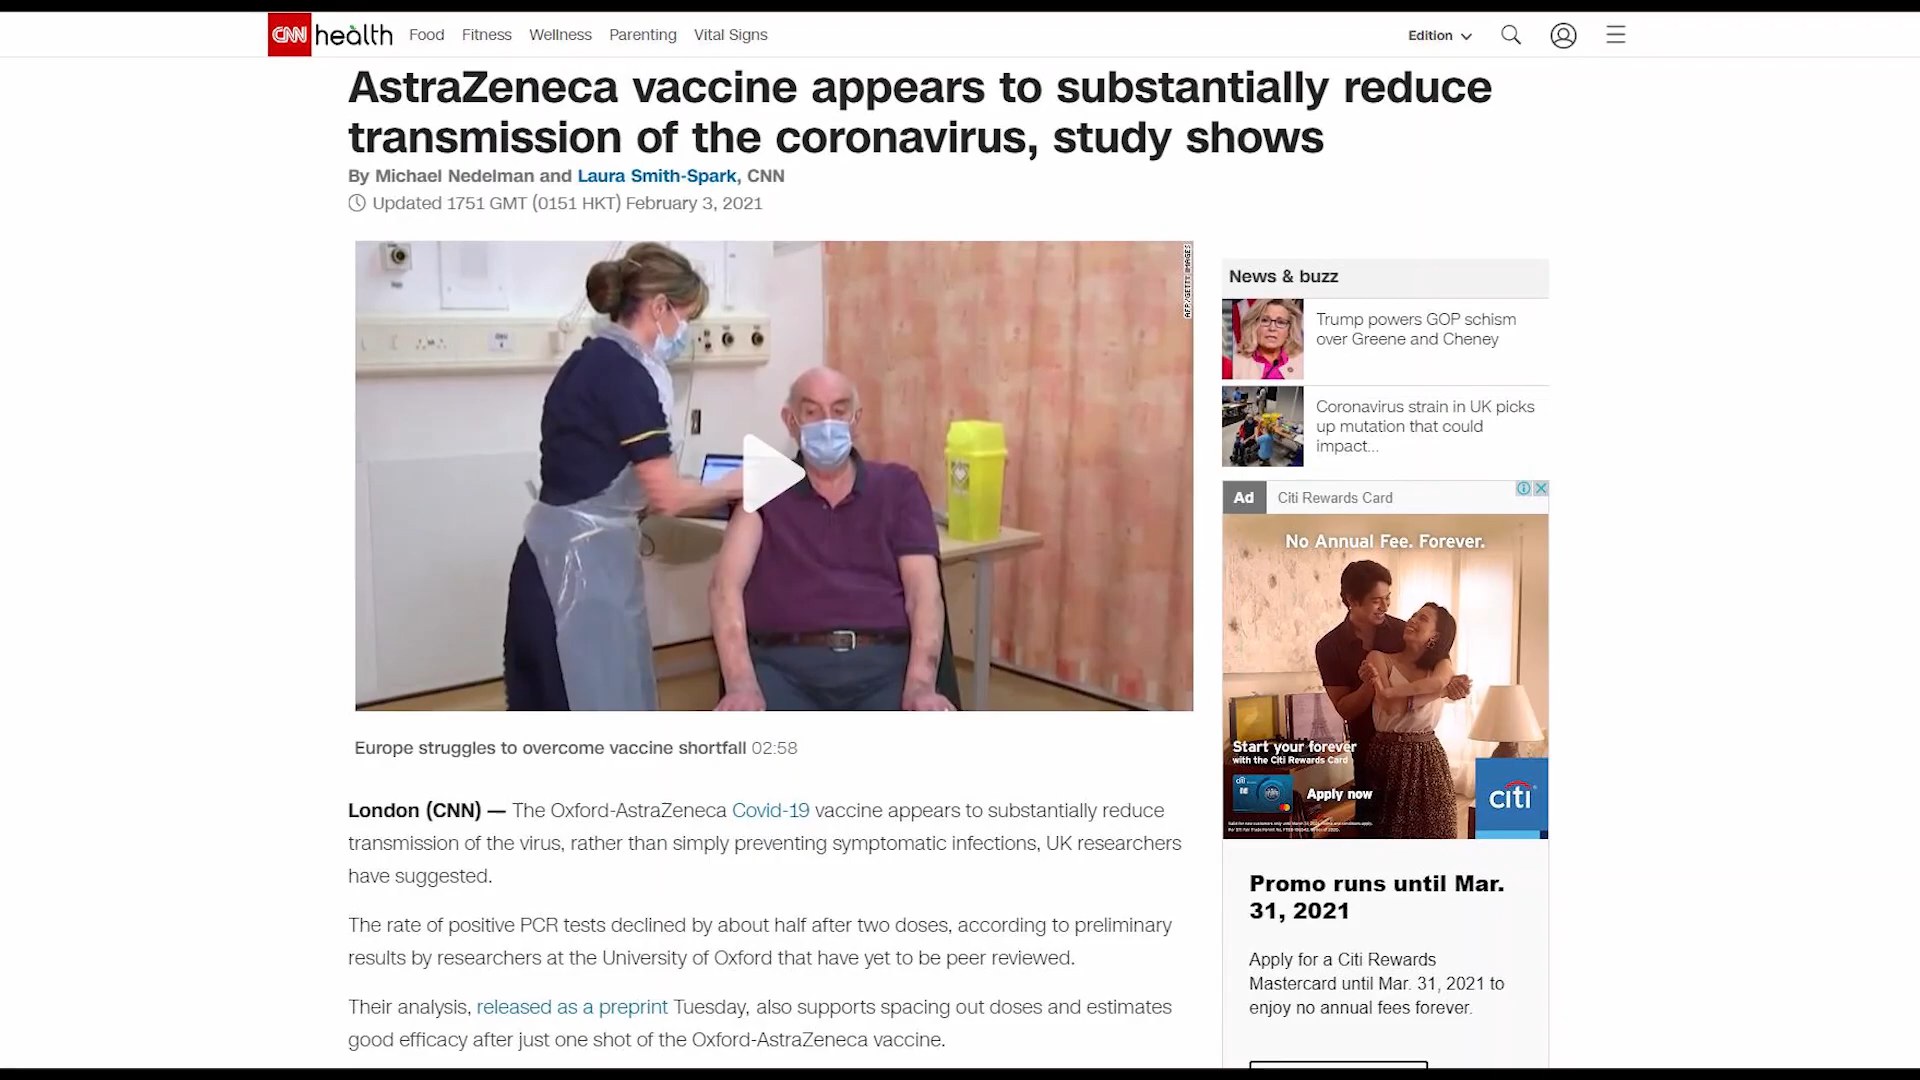 CNN health Food Fitness Wellness Parenting Vital Signs Edition
AstraZeneca vaccine appears to substantially reduce
transmission of the coronavirus, study shows
By Michael Nedelman and Laura Smith-Spark, CNN
Updated 1751 GMT (0151 HKT) February 3, 2021
AFP/GETTY IMAGES
Europe struggles to overcome vaccine shortfall 02:58
London (CNN) — The Oxford-AstraZeneca Covid-19 vaccine appears to substantially reduce
transmission of the virus, rather than simply preventing symptomatic infections, UK researchers
have suggested.
The rate of positive PCR tests declined by about half after two doses, according to preliminary
results by researchers at the University of Oxford that have yet to be peer reviewed.
Their analysis, released as a preprint Tuesday, also supports spacing out doses and estimates
good efficacy after just one shot of the Oxford-AstraZeneca vaccine.
News & buzz
Trump powers GOP schism
over Greene and Cheney
Coronavirus strain in UK picks
up mutation that could
impact...
Ad Citi Rewards Card
No Annual Fee. Forever.
Start your forever
with the Citi Rewards Card
citi
Apply now
citi
Promo runs until Mar.
31, 2021
Apply for a Citi Rewards
Mastercard until Mar. 31, 2021 to
enjoy no annual fees forever.